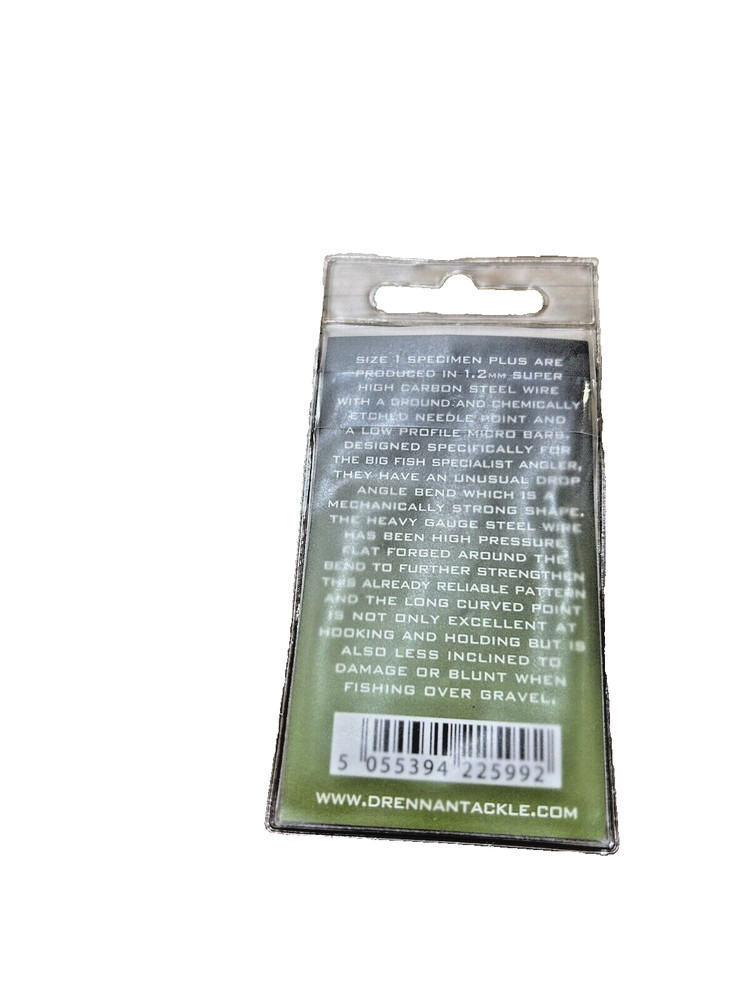 SIZE 1 SPECIMEN PLUS ARE
PRODUCED IN 1.2MM SUPER
HIGH CARBON STEEL WIRE
WITH A GROUND AND CHEMICALLY
ETCHED NEEDLE POINT AND
A LOW PROFILE MICRO BARB.
DESIGNED SPECIFICALLY FOR
THE BIG FISH SPECIALIST ANGLER,
THEY HAVE AN UNUSUAL DROP
ANGLE BEND WHICH IS A
MECHANICALLY STRONG SHAPE.
THE HEAVY GAUGE STEEL WIRE
HAS BEEN HIGH PRESSURE
FLAT FORGED AROUND THE
BEND TO FURTHER STRENGTHEN
THIS ALREADY RELIABLE PATTERN
AND THE LONG CURVED POINT
IS NOT ONLY EXCELLENT AT
HOOKING AND HOLDING BUT IS
ALSO LESS INCLINED TO
DAMAGE OR BLUNT WHEN
FISHING OVER GRAVEL.
5 055394 225992
WWW.DRENNANTACKLE.COM